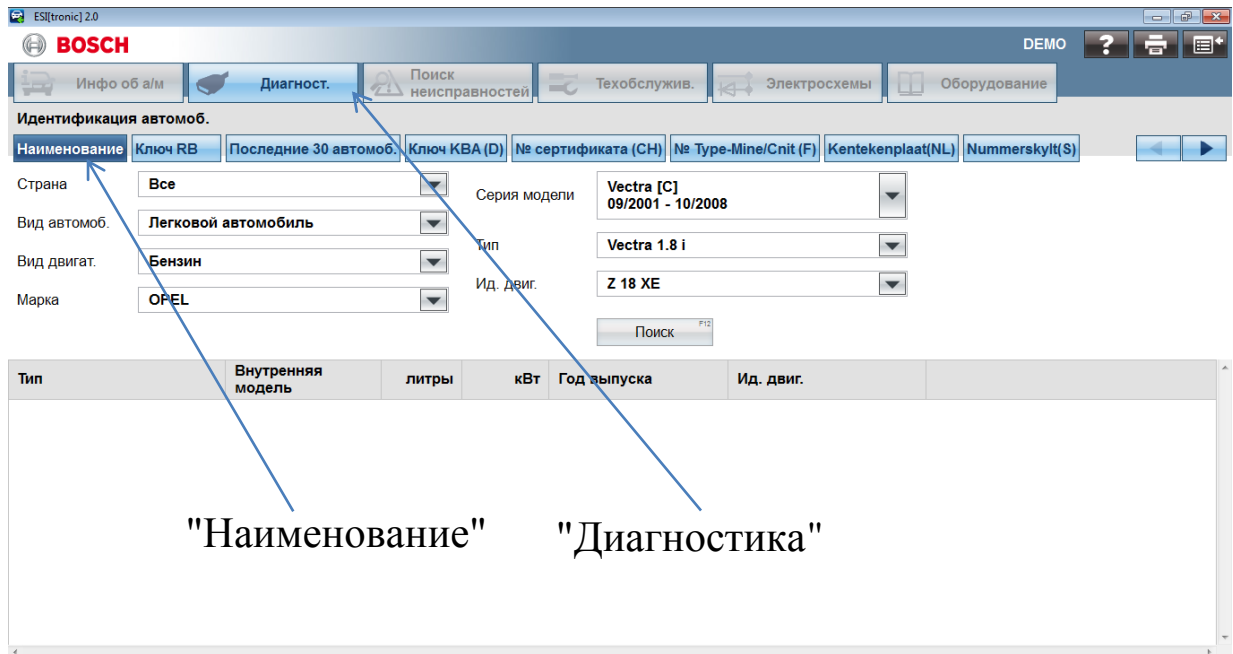 ESI[tronic] 2.0
BOSCH
DEMO
?
Инфо об а/м
Диагност.
Поиск
неисправностей
Техобслужив.
Электросхемы
Оборудование
Идентификация автомоб.
Наименование
Ключ RB
Последние 30 автомоб.
Ключ KBA (D)
№ сертификата (CH)
№ Type-Mine/Cnit (F)
Kentekenplaat(NL)
Nummerskylt(S)
Страна
Все
Серия модели
Vectra [C]
09/2001 - 10/2008
Вид автомоб.
Легковой автомобиль
Тип
Vectra 1.8 i
Вид двигат.
Бензин
Ид. двиг.
Z 18 XE
Марка
OPEL
Поиск
F12
Тип
Внутренняя
модель
литры
кВт
Год выпуска
Ид. двиг.
"Наименование"
"Диагностика"